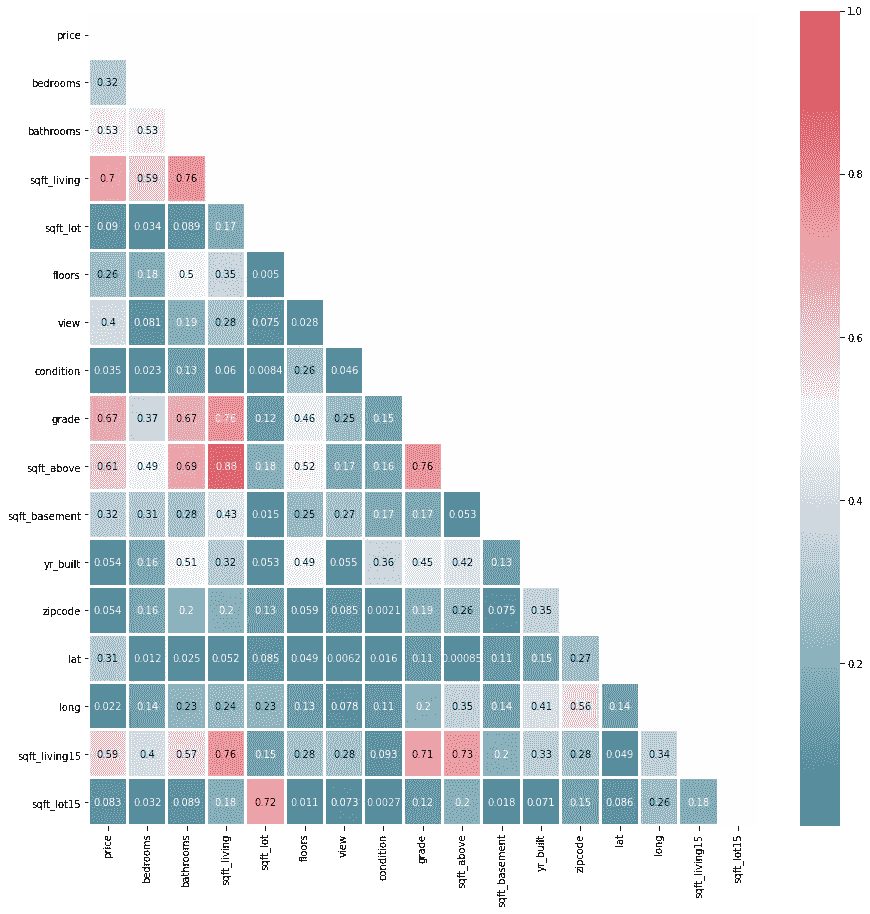 price
bedrooms 0.32
bathrooms 0.53 0.53
sqft_living 0.7 0.59 0.76
sqft_lot 0.09 0.034 0.089 0.17
floors 0.26 0.18 0.5 0.35 0.005
view 0.4 0.081 0.19 0.28 0.075 0.028
condition 0.035 0.023 0.13 0.06 0.0084 0.26 0.046
grade 0.67 0.37 0.67 0.76 0.12 0.46 0.25 0.15
sqft_above 0.61 0.49 0.69 0.88 0.18 0.52 0.17 0.16 0.76
sqft_basement 0.32 0.31 0.28 0.43 0.015 0.25 0.27 0.17 0.17 0.053
yr_built 0.054 0.16 0.51 0.32 0.053 0.49 0.055 0.36 0.45 0.42 0.13
zipcode 0.054 0.16 0.2 0.2 0.13 0.059 0.085 0.0021 0.19 0.26 0.075 0.35
lat 0.31 0.012 0.025 0.052 0.085 0.049 0.0062 0.016 0.11 0.00085 0.11 0.15 0.27
long 0.022 0.14 0.23 0.24 0.23 0.13 0.078 0.11 0.2 0.35 0.14 0.41 0.56 0.14
sqft_living15 0.59 0.4 0.57 0.76 0.15 0.28 0.28 0.093 0.71 0.73 0.2 0.33 0.28 0.049 0.34
sqft_lot15 0.083 0.032 0.089 0.18 0.72 0.011 0.073 0.0027 0.12 0.2 0.018 0.071 0.15 0.086 0.26 0.18
price bedrooms bathrooms sqft_living sqft_lot floors view condition grade sqft_above sqft_basement yr_built zipcode lat long sqft_living15 sqft_lot15
1.0
0.8
0.6
0.4
0.2